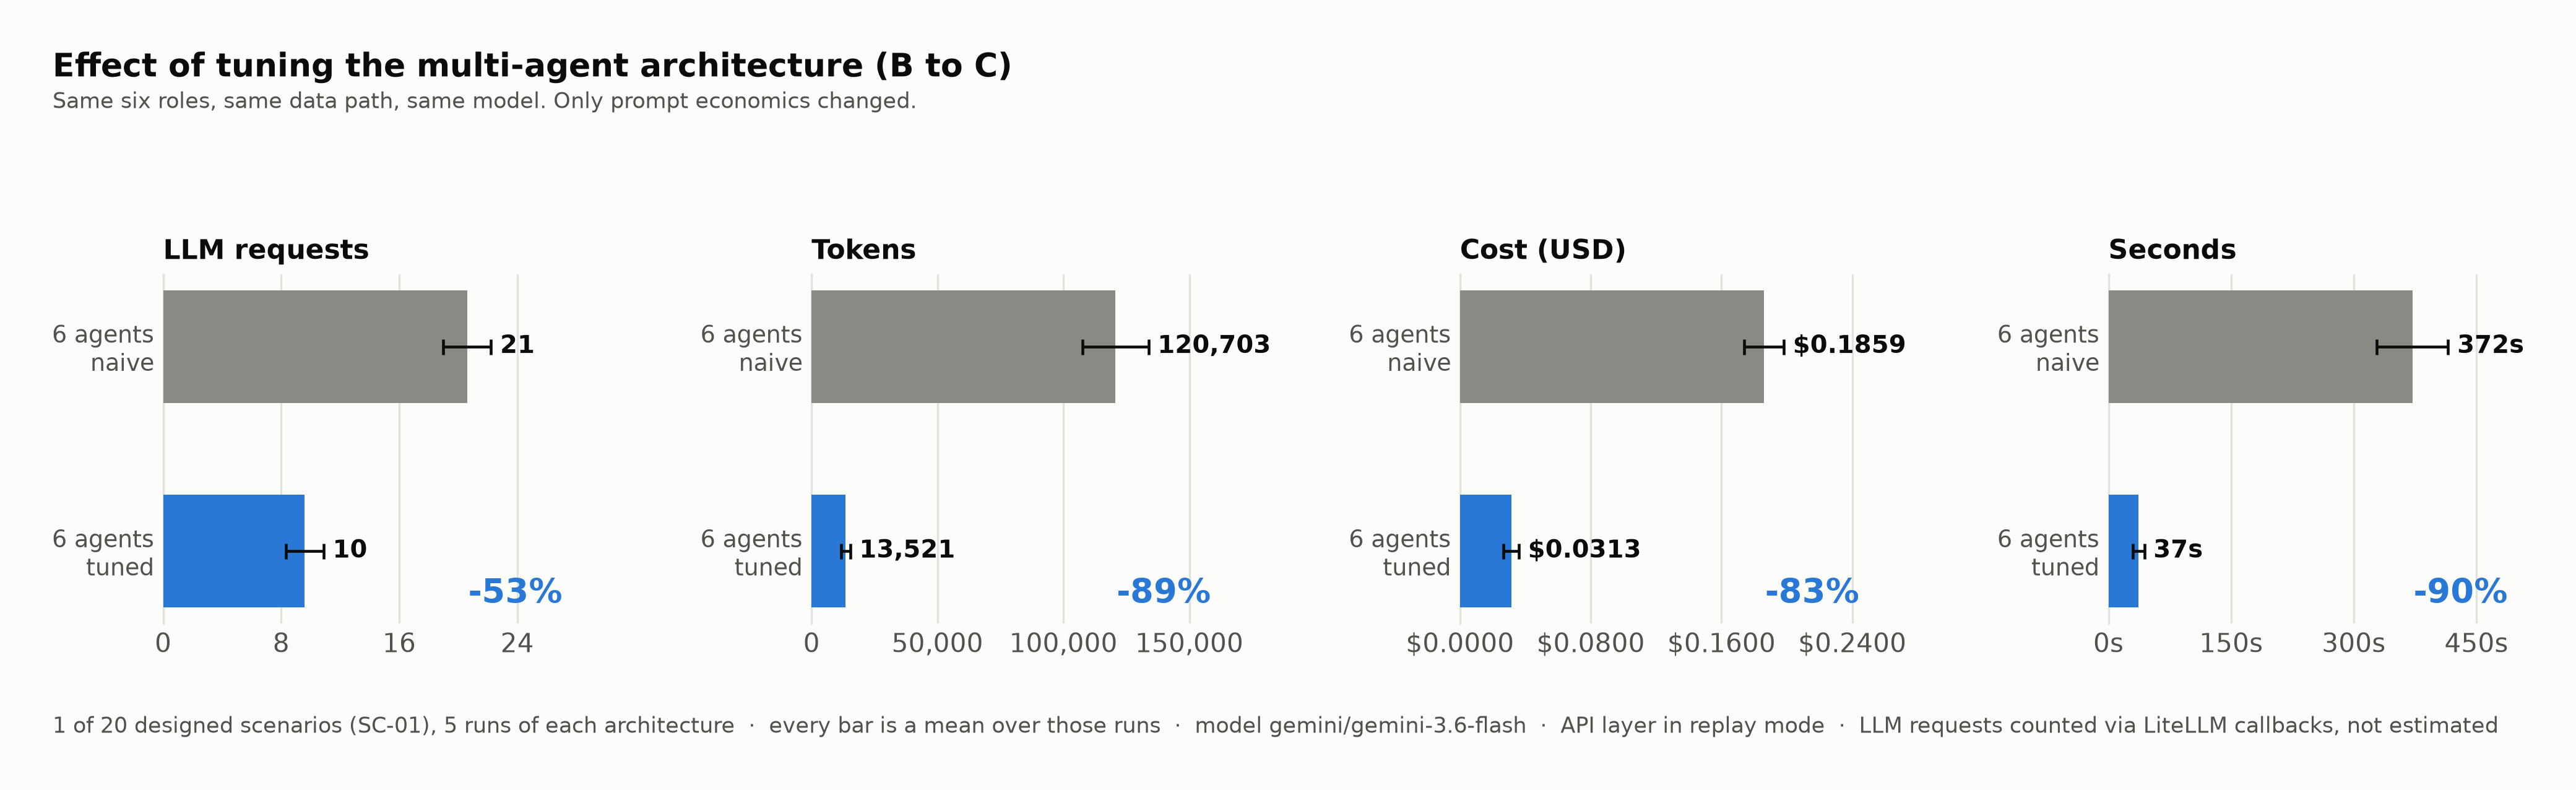 Effect of tuning the multi-agent architecture (B to C)
Same six roles, same data path, same model. Only prompt economics changed.
LLM requests
6 agents
naive
21
6 agents
tuned
10
-53%
0 8 16 24
Tokens
6 agents
naive
120,703
6 agents
tuned
13,521
-89%
0 50,000 100,000 150,000
Cost (USD)
6 agents
naive
$0.1859
6 agents
tuned
$0.0313
-83%
$0.0000 $0.0800 $0.1600 $0.2400
Seconds
6 agents
naive
372s
6 agents
tuned
37s
-90%
0s 150s 300s 450s
1 of 20 designed scenarios (SC-01), 5 runs of each architecture · every bar is a mean over those runs · model gemini/gemini-3.6-flash · API layer in replay mode · LLM requests counted via LiteLLM callbacks, not estimated